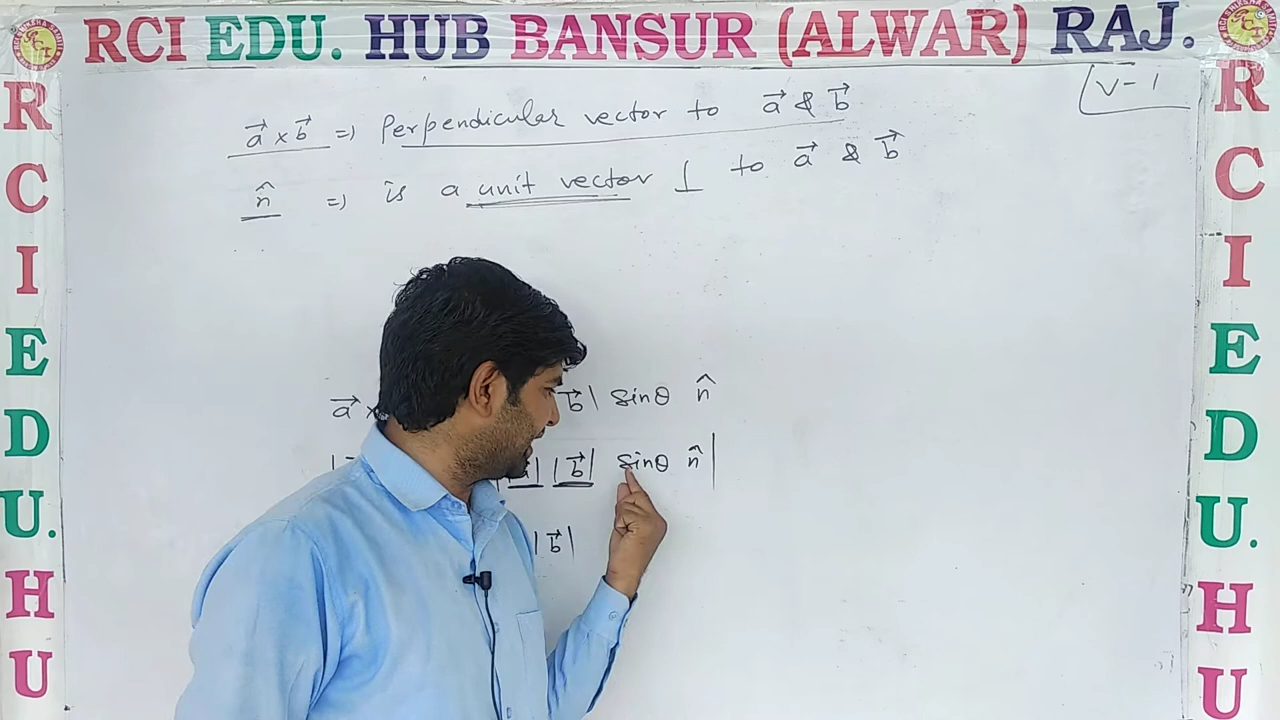 RCI EDU. HUB BANSUR (ALWAR) RAJ.
V-1
a⃗ × b⃗ ⇒ Perpendicular vector to a⃗ & b⃗
n̂ ⇒ is a unit vector ⊥ to a⃗ & b⃗
a⃗ × b⃗| sinθ n̂
|b⃗| sinθ n̂|
|b⃗|
R
C
I
E
D
U.
H
U
R
C
I
E
D
U.
H
U